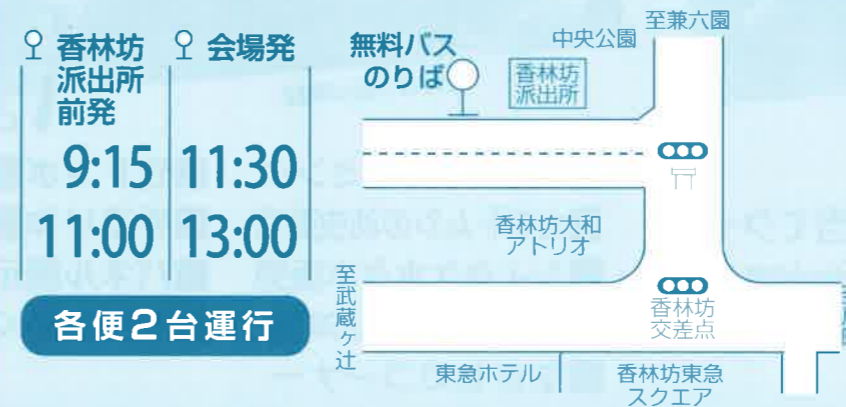 香林坊
派出所
前発
9:15
11:00
会場発
11:30
13:00
各便2台運行
無料バス
のりば
中央公園
至兼六園
香林坊
派出所
香林坊大和
アトリオ
至武蔵ヶ辻
香林坊
交差点
東急ホテル
香林坊東急
スクエア